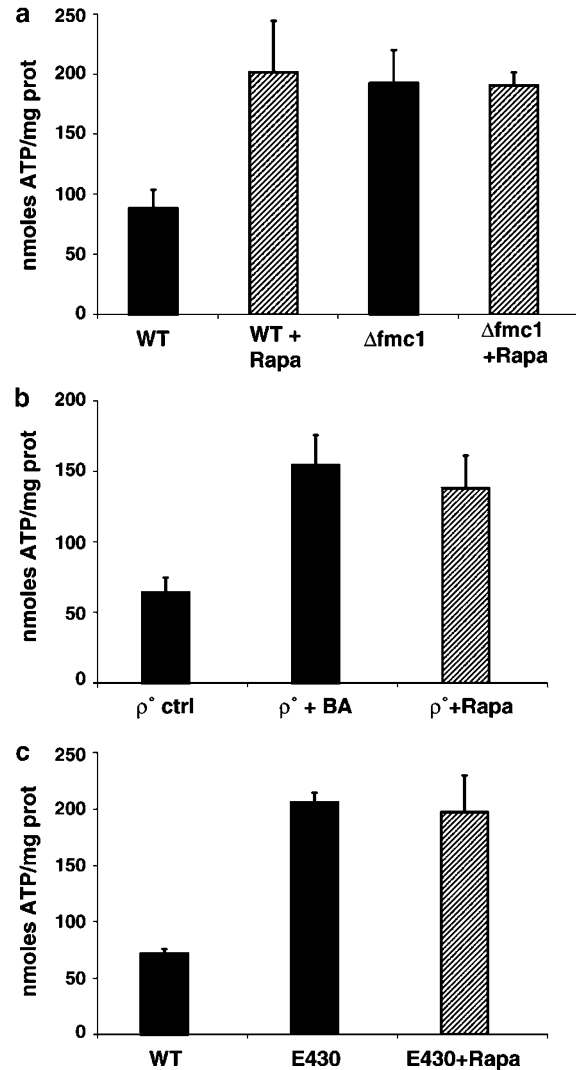 a
nmoles ATP/mg prot
250
200
150
100
50
0
WT
WT +
Rapa
Δfmc1
Δfmc1
+Rapa
b
nmoles ATP/mg prot
200
150
100
50
0
ρ° ctrl
ρ° + BA
ρ°+Rapa
c
nmoles ATP/mg prot
250
200
150
100
50
0
WT
E430
E430+Rapa